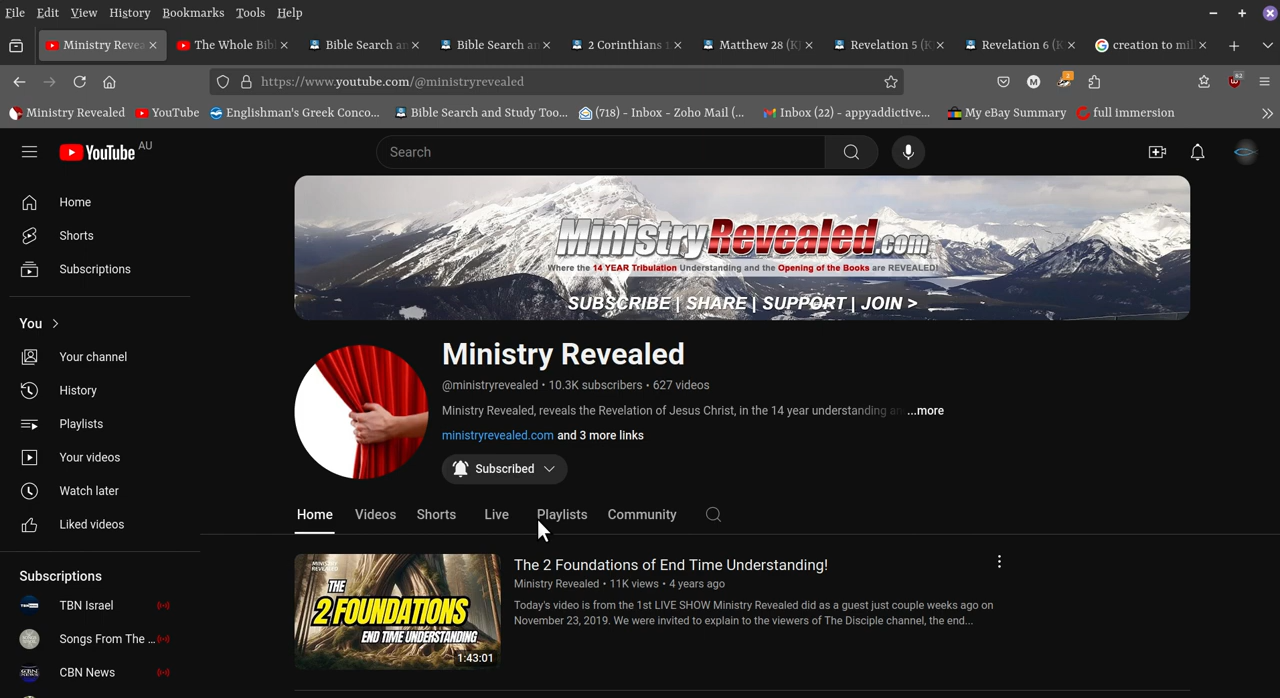 File Edit View History Bookmarks Tools Help
Ministry Revea The Whole Bib Bible Search an Bible Search an 2 Corinthians 1 Matthew 28 (KJ Revelation 5 (K Revelation 6 (K creation to mil
https://www.youtube.com/@ministryrevealed 2 82
Ministry Revealed YouTube Englishman's Greek Conco... Bible Search and Study Too... (718) - Inbox - Zoho Mail (... Inbox (22) - appyaddictive... My eBay Summary full immersion
YouTube AU
Search
Home
Shorts
Subscriptions
You
Your channel
History
Playlists
Your videos
Watch later
Liked videos
Subscriptions
TBN Israel
Songs From The ...
CBN News
MinistryRevealed.com
Where the 14 YEAR Tribulation Understanding and the Opening of the Books are REVEALED!
SUBSCRIBE | SHARE | SUPPORT | JOIN >
Ministry Revealed
@ministryrevealed • 10.3K subscribers • 627 videos
Ministry Revealed, reveals the Revelation of Jesus Christ, in the 14 year understanding an ...more
ministryrevealed.com and 3 more links
Subscribed
Home Videos Shorts Live Playlists Community
MINISTRY
REVEALED
THE
2 FOUNDATIONS
END TIME UNDERSTANDING
1:43:01
The 2 Foundations of End Time Understanding!
Ministry Revealed • 11K views • 4 years ago
Today's video is from the 1st LIVE SHOW Ministry Revealed did as a guest just couple weeks ago on
November 23, 2019. We were invited to explain to the viewers of The Disciple channel, the end...